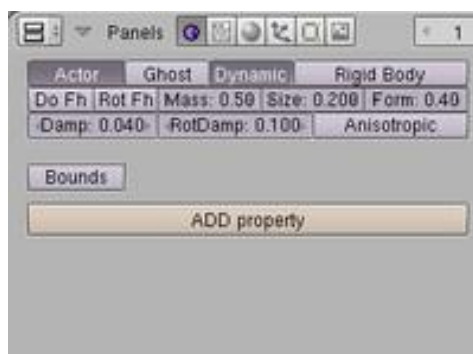 Panels 1
Actor Ghost Dynamic Rigid Body
Do Fh Rot Fh Mass: 0.50 Size: 0.200 Form: 0.40
Damp: 0.040 RotDamp: 0.100 Anisotropic
Bounds
ADD property